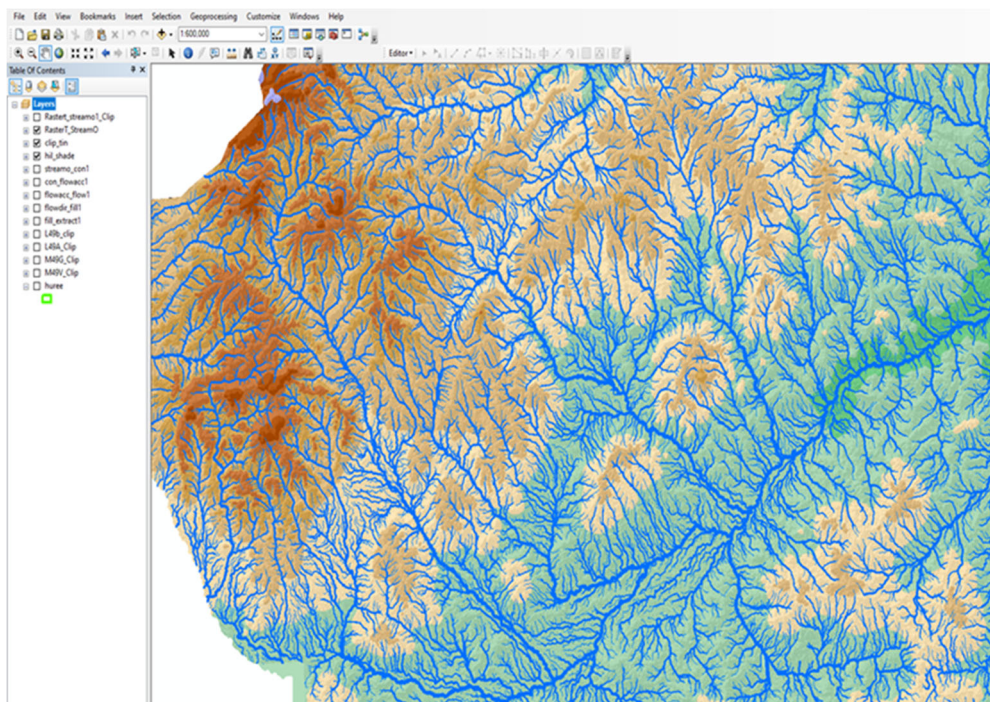 File Edit View Bookmarks Insert Selection Geoprocessing Customize Windows Help
1:600,000
Editor
Table Of Contents
Layers
Rastert_streamo1_Clip
RasterT_StreamO
clip_tin
hil_shade
streamo_con1
con_flowacc1
flowacc_flow1
flowdir_fill1
fill_extract1
L49b_clip
L49A_Clip
M49G_Clip
M49V_Clip
huree